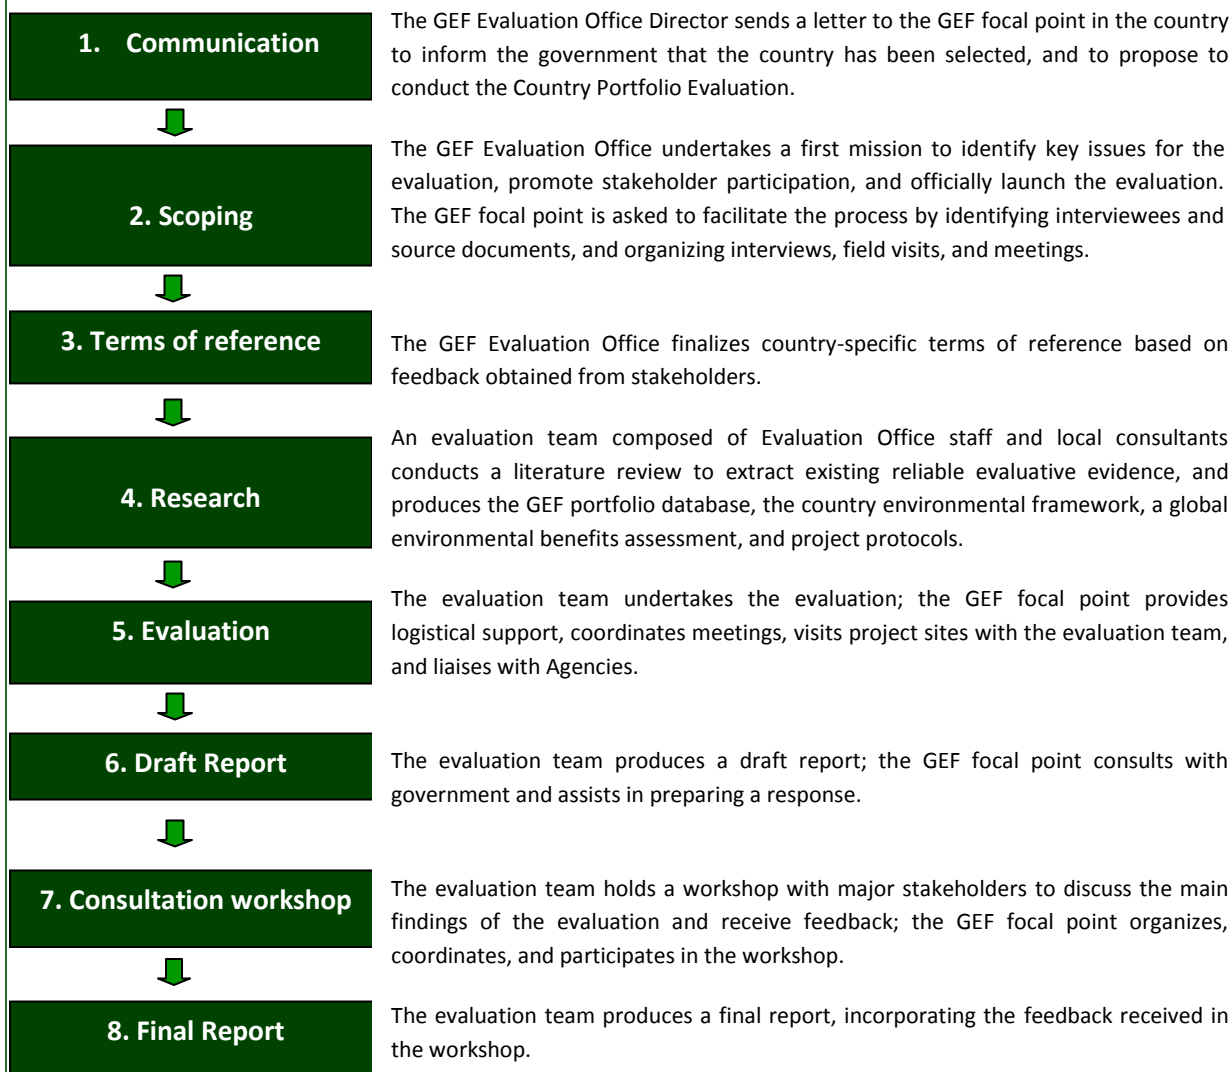 1. Communication
The GEF Evaluation Office Director sends a letter to the GEF focal point in the country
to inform the government that the country has been selected, and to propose to
conduct the Country Portfolio Evaluation.
2. Scoping
The GEF Evaluation Office undertakes a first mission to identify key issues for the
evaluation, promote stakeholder participation, and officially launch the evaluation.
The GEF focal point is asked to facilitate the process by identifying interviewees and
source documents, and organizing interviews, field visits, and meetings.
3. Terms of reference
The GEF Evaluation Office finalizes country-specific terms of reference based on
feedback obtained from stakeholders.
4. Research
An evaluation team composed of Evaluation Office staff and local consultants
conducts a literature review to extract existing reliable evaluative evidence, and
produces the GEF portfolio database, the country environmental framework, a global
environmental benefits assessment, and project protocols.
5. Evaluation
The evaluation team undertakes the evaluation; the GEF focal point provides
logistical support, coordinates meetings, visits project sites with the evaluation team,
and liaises with Agencies.
6. Draft Report
The evaluation team produces a draft report; the GEF focal point consults with
government and assists in preparing a response.
7. Consultation workshop
The evaluation team holds a workshop with major stakeholders to discuss the main
findings of the evaluation and receive feedback; the GEF focal point organizes,
coordinates, and participates in the workshop.
8. Final Report
The evaluation team produces a final report, incorporating the feedback received in
the workshop.